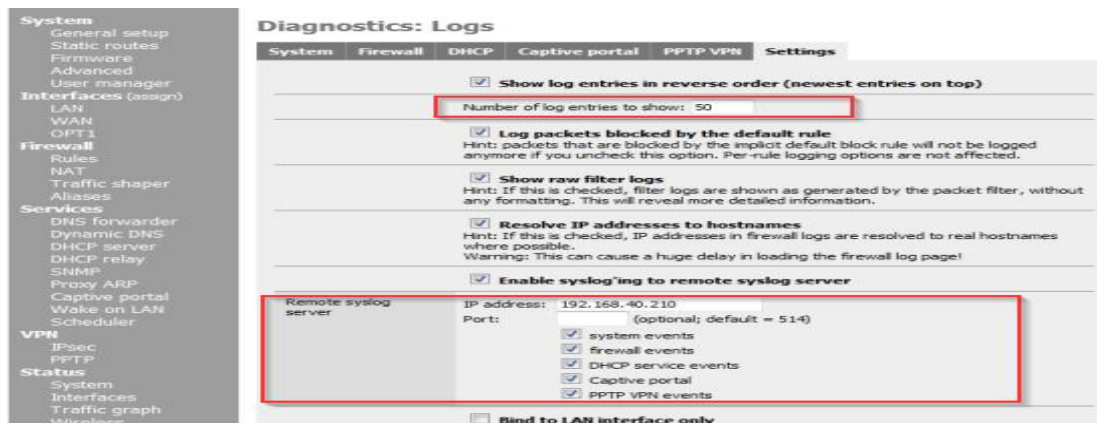 System
General setup
Static routes
Firmware
Advanced
User manager
Interfaces (assign)
LAN
WAN
OPT1
Firewall
Rules
NAT
Traffic shaper
Aliases
Services
DNS forwarder
Dynamic DNS
DHCP server
DHCP relay
SNMP
Proxy ARP
Captive portal
Wake on LAN
Scheduler
VPN
IPsec
PPTP
Status
System
Interfaces
Traffic graph
Wireless
Diagnostics: Logs
System Firewall DHCP Captive portal PPTP VPN Settings
Show log entries in reverse order (newest entries on top)
Number of log entries to show: 50
Log packets blocked by the default rule
Hint: packets that are blocked by the implicit default block rule will not be logged
anymore if you uncheck this option. Per-rule logging options are not affected.
Show raw filter logs
Hint: If this is checked, filter logs are shown as generated by the packet filter, without
any formatting. This will reveal more detailed information.
Resolve IP addresses to hostnames
Hint: If this is checked, IP addresses in firewall logs are resolved to real hostnames
where possible.
Warning: This can cause a huge delay in loading the firewall log page!
Enable syslog'ing to remote syslog server
Remote syslog
server
IP address: 192.168.40.210
Port: (optional; default = 514)
system events
firewall events
DHCP service events
Captive portal
PPTP VPN events
Bind to LAN interface only